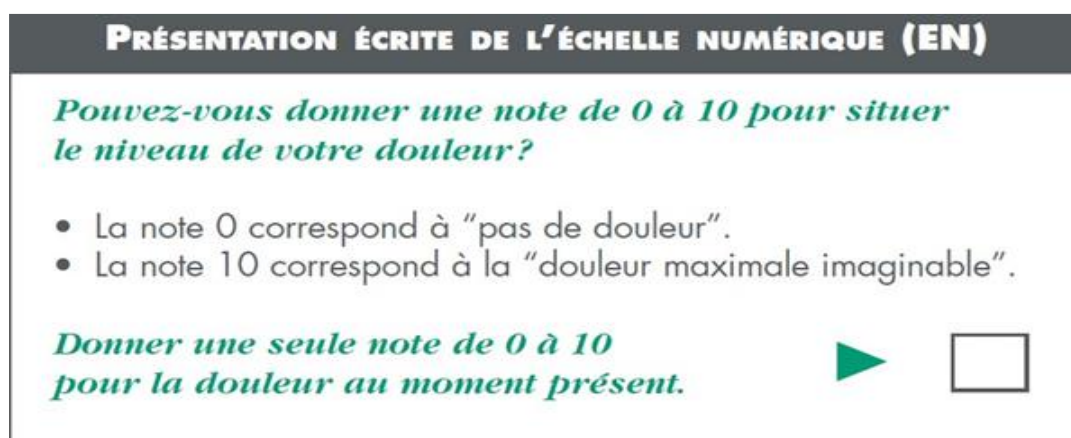 PRÉSENTATION ÉCRITE DE L'ÉCHELLE NUMÉRIQUE (EN)
Pouvez-vous donner une note de 0 à 10 pour situer
le niveau de votre douleur ?
• La note 0 correspond à "pas de douleur".
• La note 10 correspond à la "douleur maximale imaginable".
Donner une seule note de 0 à 10
pour la douleur au moment présent.